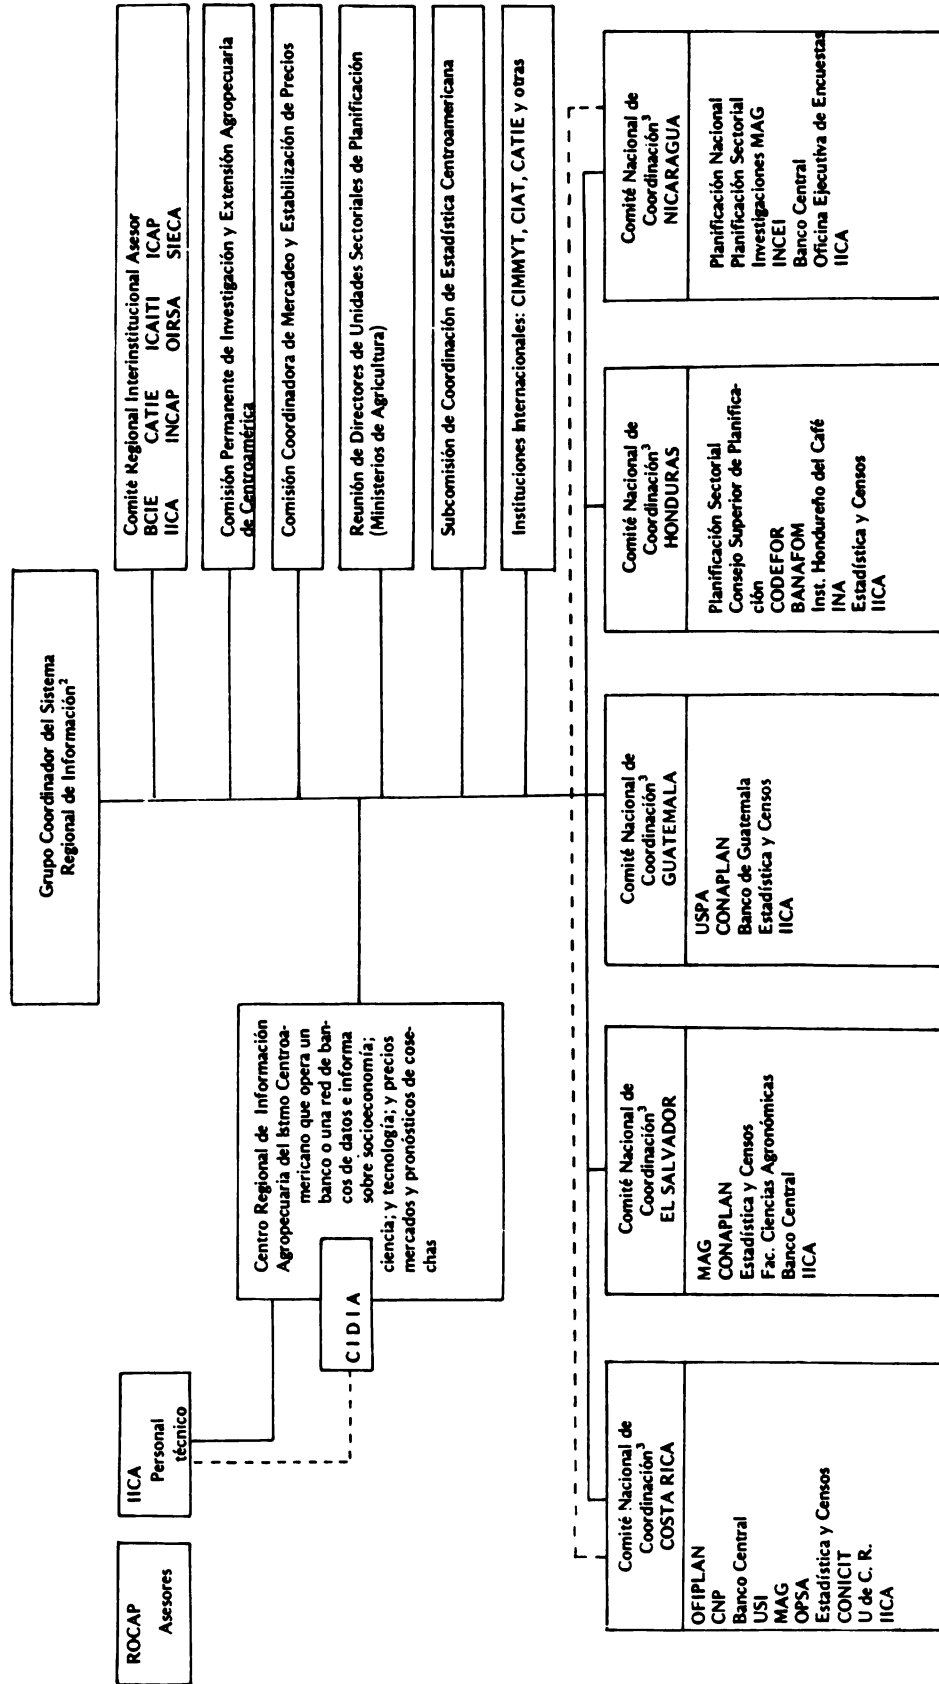 Grupo Coordinador del Sistema
Regional de Información²
Comité Regional Interinstitucional Asesor
BCIE CATIE ICAITI ICAP
IICA INCAP OIRSA SIECA
Comisión Permanente de Investigación y Extensión Agropecuaria
de Centroamérica
Comisión Coordinadora de Mercadeo y Estabilización de Precios
Reunión de Directores de Unidades Sectoriales de Planificación
(Ministerios de Agricultura)
Subcomisión de Coordinación de Estadística Centroamericana
Instituciones Internacionales: CIMMYT, CIAT, CATIE y otras
ROCAP
Asesores
IICA
Personal
técnico
Centro Regional de Información
Agropecuaria del Istmo Centroa-
mericano que opera un
banco o una red de ban-
cos de datos e informa
sobre socioeconomía;
ciencia; y tecnología; y precios
mercados y pronósticos de cose-
chas
CIDIA
Comité Nacional de
Coordinación³
COSTA RICA
OFIPLAN
CNP
Banco Central
USI
MAG
OPSA
Estadística y Censos
CONICIT
U de C. R.
IICA
Comité Nacional de
Coordinación³
EL SALVADOR
MAG
CONAPLAN
Estadística y Censos
Fac. Ciencias Agronómicas
Banco Central
IICA
Comité Nacional de
Coordinación³
GUATEMALA
USPA
CONAPLAN
Banco de Guatemala
Estadística y Censos
IICA
Comité Nacional de
Coordinación³
HONDURAS
Planificación Sectorial
Consejo Superior de Planifica-
ción
CODEFOR
BANAFOM
Inst. Hondureño del Café
INA
Estadística y Censos
IICA
Comité Nacional de
Coordinación³
NICARAGUA
Planificación Nacional
Planificación Sectorial
Investigaciones MAG
INCEI
Banco Central
Oficina Ejecutiva de Encuestas
IICA